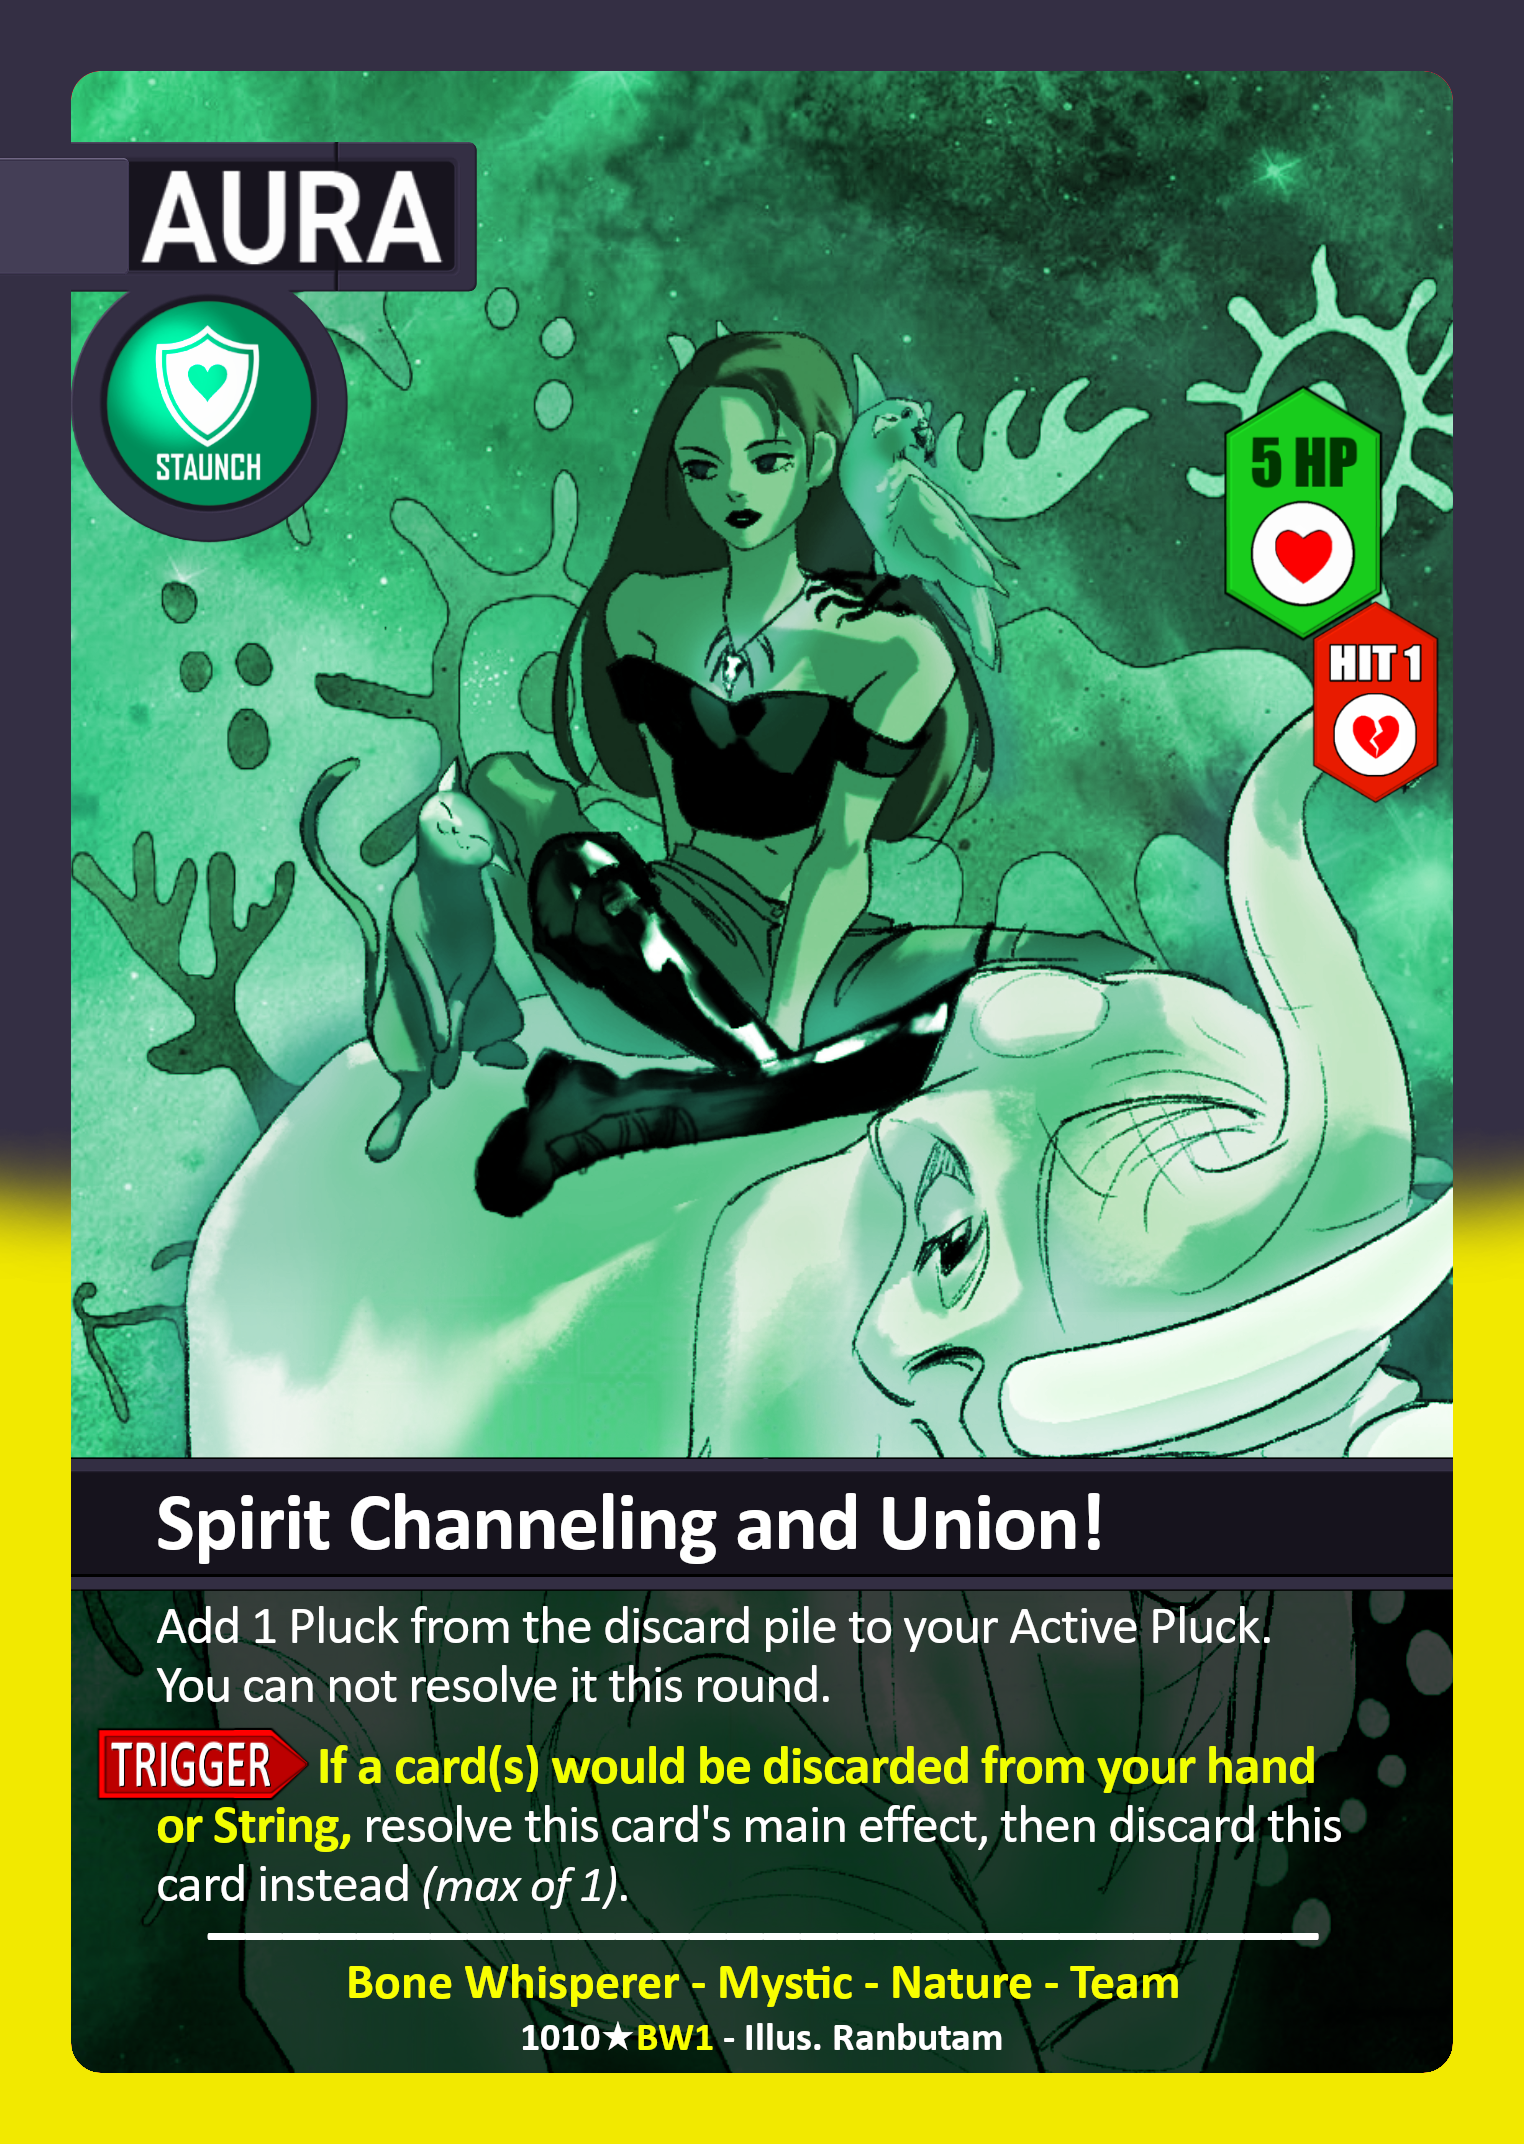 AURA
STAUNCH
5 HP
HIT 1
Spirit Channeling and Union!
Add 1 Pluck from the discard pile to your Active Pluck.
You can not resolve it this round.
TRIGGER If a card(s) would be discarded from your hand
or String, resolve this card's main effect, then discard this
card instead (max of 1).
Bone Whisperer - Mystic - Nature - Team
1010★BW1 - Illus. Ranbutam